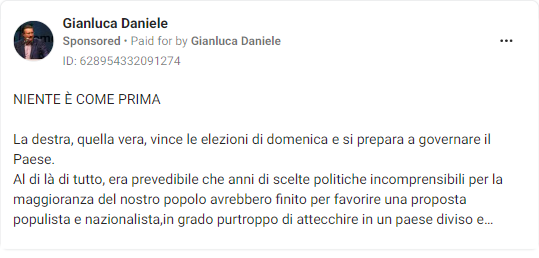 Gianluca Daniele
Sponsored • Paid for by Gianluca Daniele
ID: 628954332091274
NIENTE È COME PRIMA
La destra, quella vera, vince le elezioni di domenica e si prepara a governare il
Paese.
Al di là di tutto, era prevedibile che anni di scelte politiche incomprensibili per la
maggioranza del nostro popolo avrebbero finito per favorire una proposta
populista e nazionalista,in grado purtroppo di attecchire in un paese diviso e...